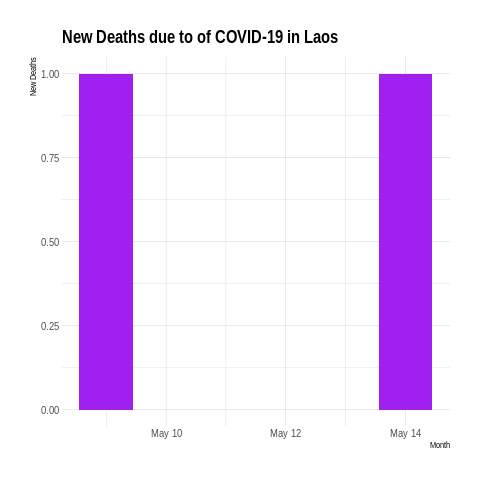 New Deaths due to of COVID-19 in Laos
New Deaths
1.00
0.75
0.50
0.25
0.00
May 10
May 12
May 14
Month